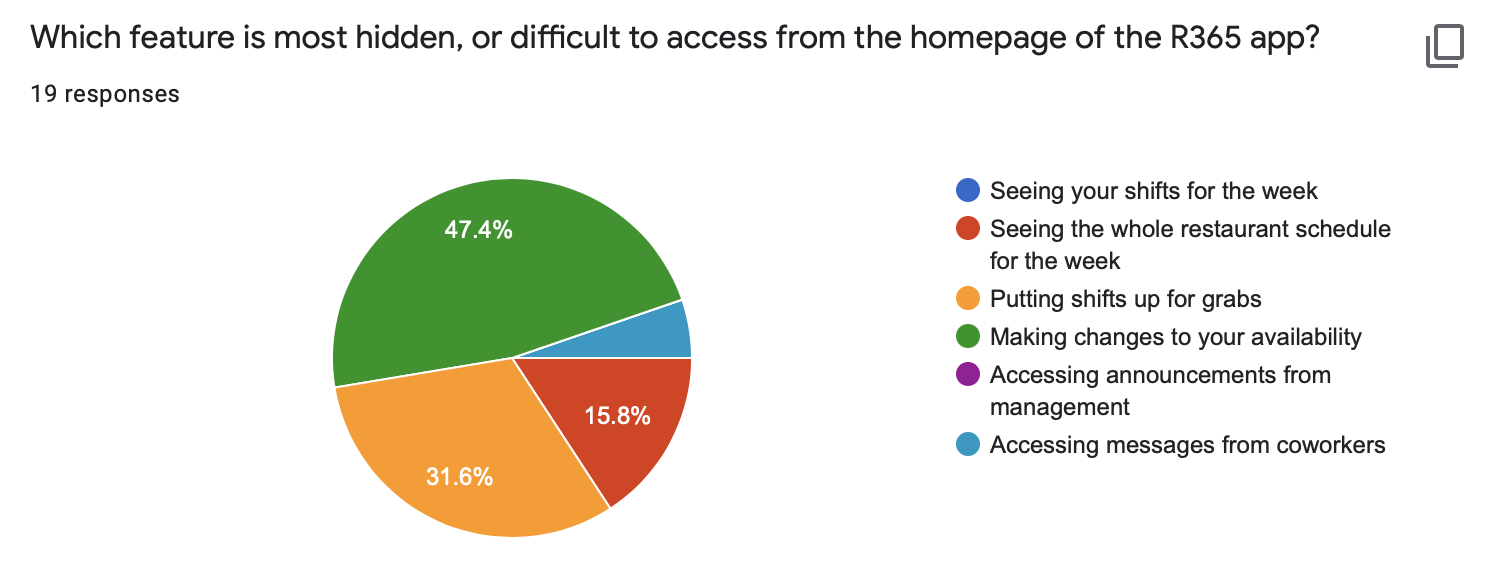 Which feature is most hidden, or difficult to access from the homepage of the R365 app?
19 responses
47.4%
15.8%
31.6%
Seeing your shifts for the week
Seeing the whole restaurant schedule
for the week
Putting shifts up for grabs
Making changes to your availability
Accessing announcements from
management
Accessing messages from coworkers